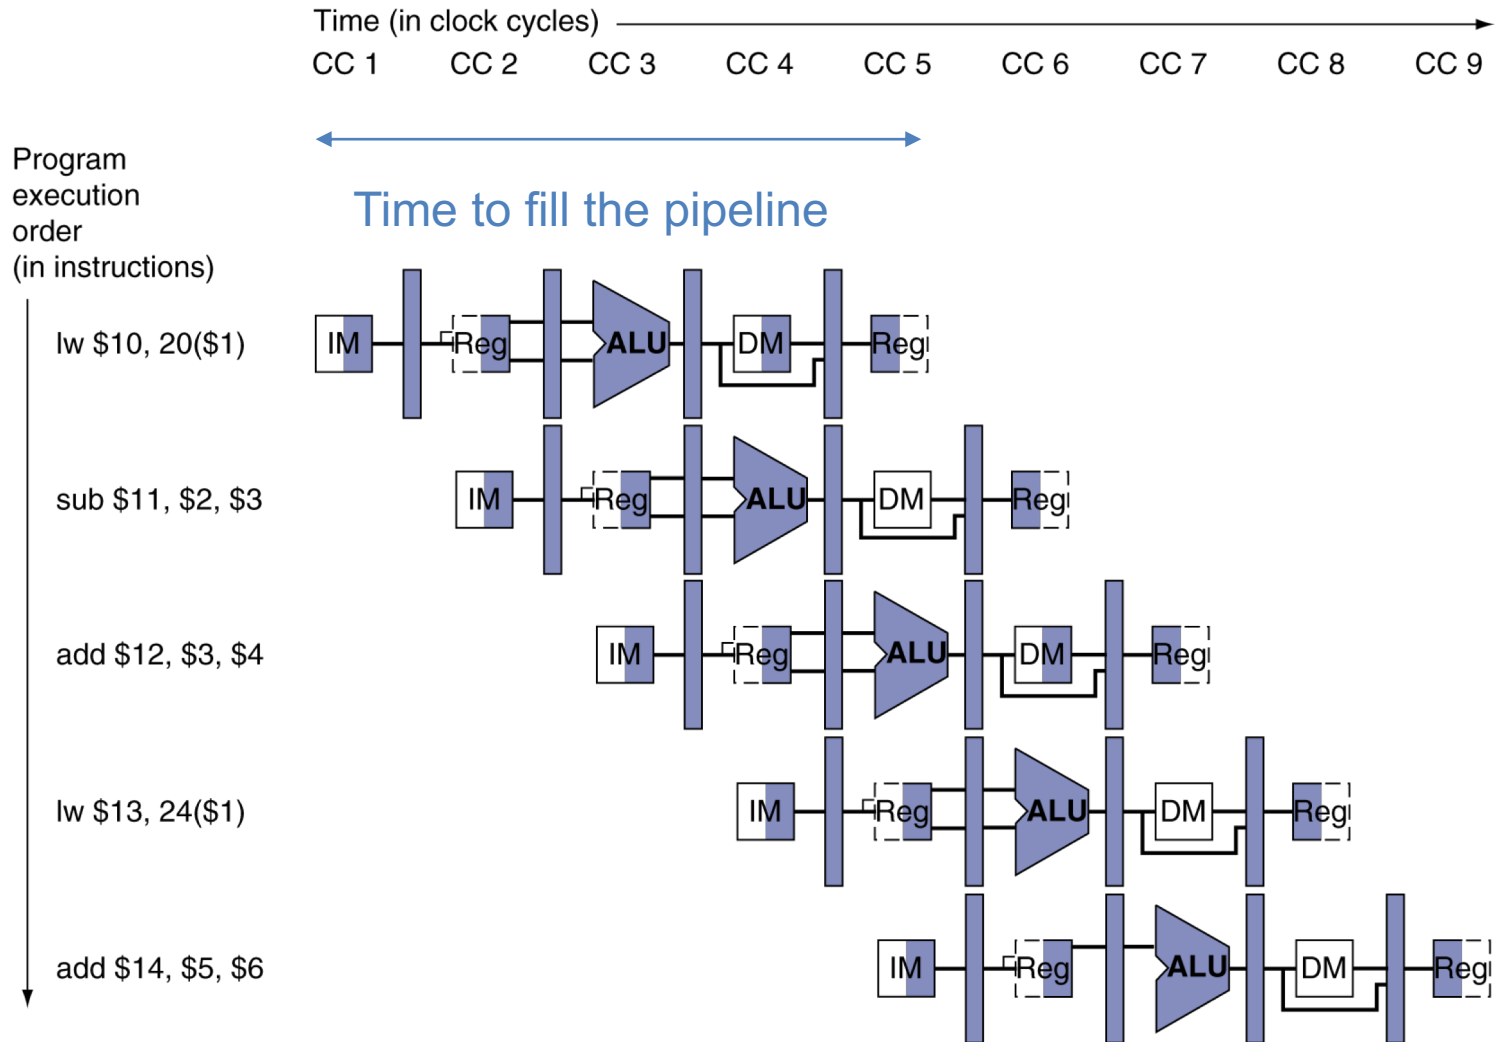 Time (in clock cycles)
CC 1 CC 2 CC 3 CC 4 CC 5 CC 6 CC 7 CC 8 CC 9
Time to fill the pipeline
Program
execution
order
(in instructions)
lw $10, 20($1) IM Reg ALU DM Reg
sub $11, $2, $3 IM Reg ALU DM Reg
add $12, $3, $4 IM Reg ALU DM Reg
lw $13, 24($1) IM Reg ALU DM Reg
add $14, $5, $6 IM Reg ALU DM Reg